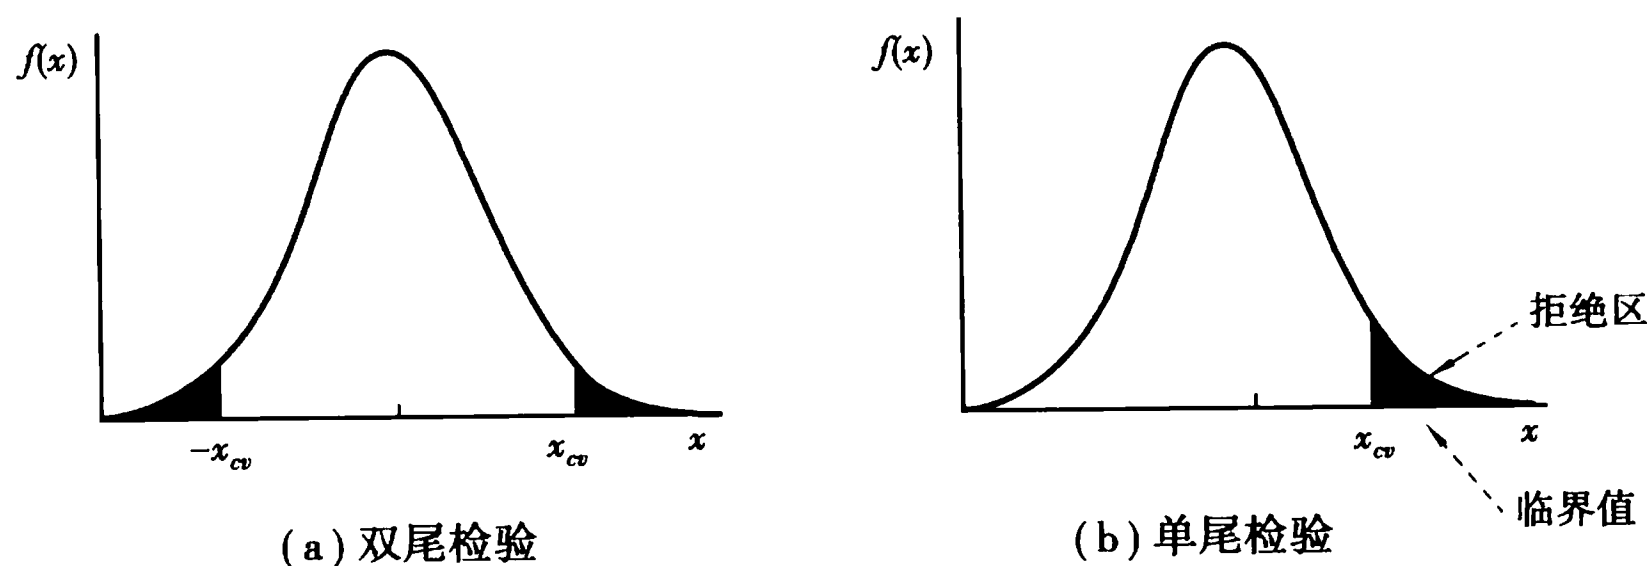 f(x)
-x_cv
x_cv
x
(a)双尾检验
f(x)
拒绝区
x_cv
x
临界值
(b)单尾检验